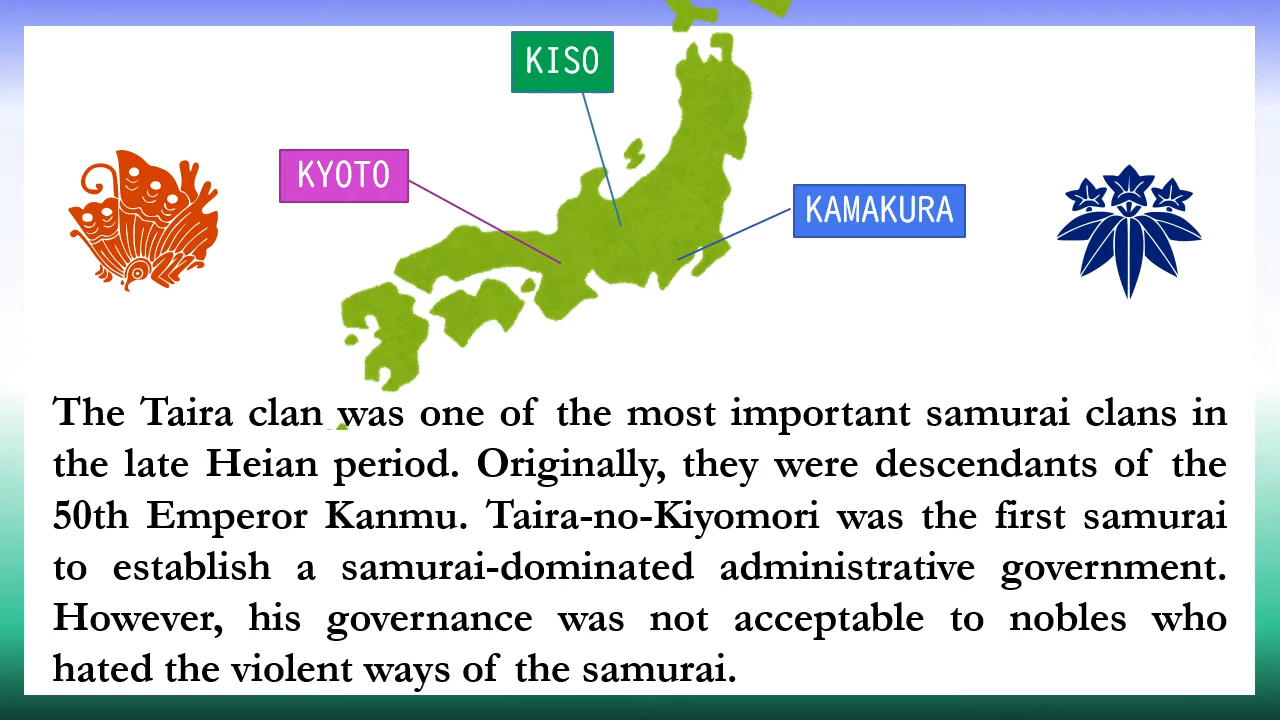 KISO
KYOTO
KAMAKURA
The Taira clan was one of the most important samurai clans in
the late Heian period. Originally, they were descendants of the
50th Emperor Kanmu. Taira-no-Kiyomori was the first samurai
to establish a samurai-dominated administrative government.
However, his governance was not acceptable to nobles who
hated the violent ways of the samurai.